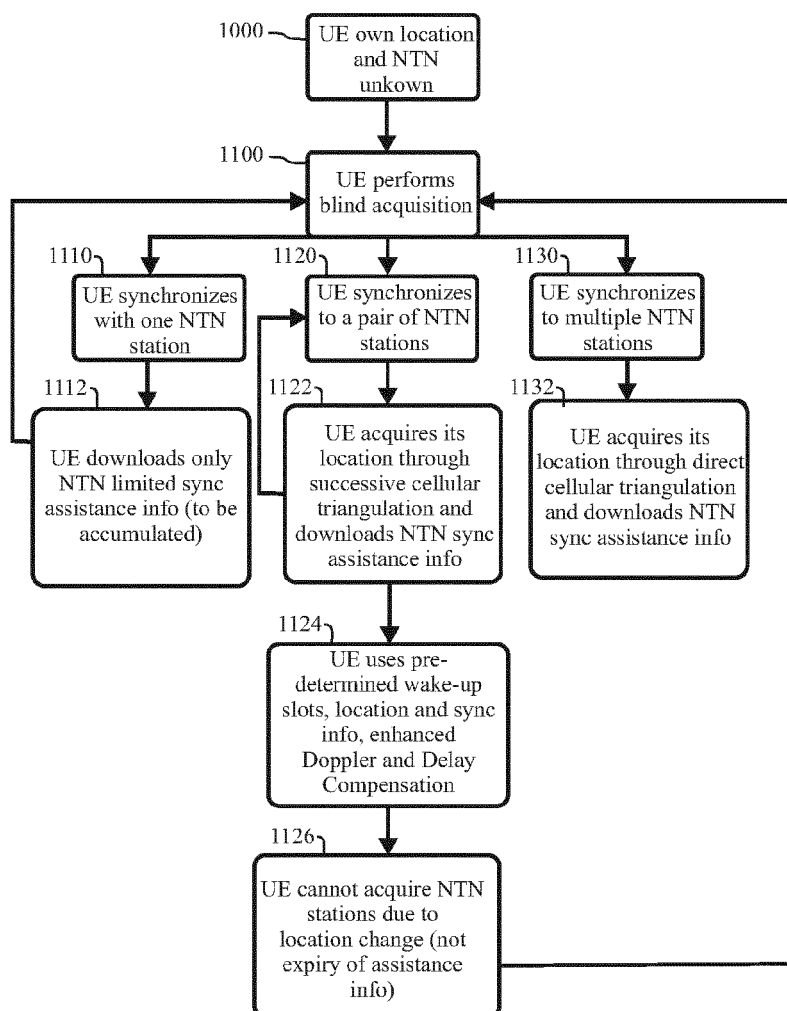 1000
UE own location
and NTN
unkown
1100
UE performs
blind acquisition
1110
UE synchronizes
with one NTN
station
1120
UE synchronizes
to a pair of NTN
stations
1130
UE synchronizes
to multiple NTN
stations
1112
UE downloads only
NTN limited sync
assistance info (to be
accumulated)
1122
UE acquires its
location through
successive cellular
triangulation and
downloads NTN sync
assistance info
1132
UE acquires its
location through direct
cellular triangulation
and downloads NTN
sync assistance info
1124
UE uses pre-
determined wake-up
slots, location and sync
info, enhanced
Doppler and Delay
Compensation
1126
UE cannot acquire NTN
stations due to
location change (not
expiry of assistance
info)